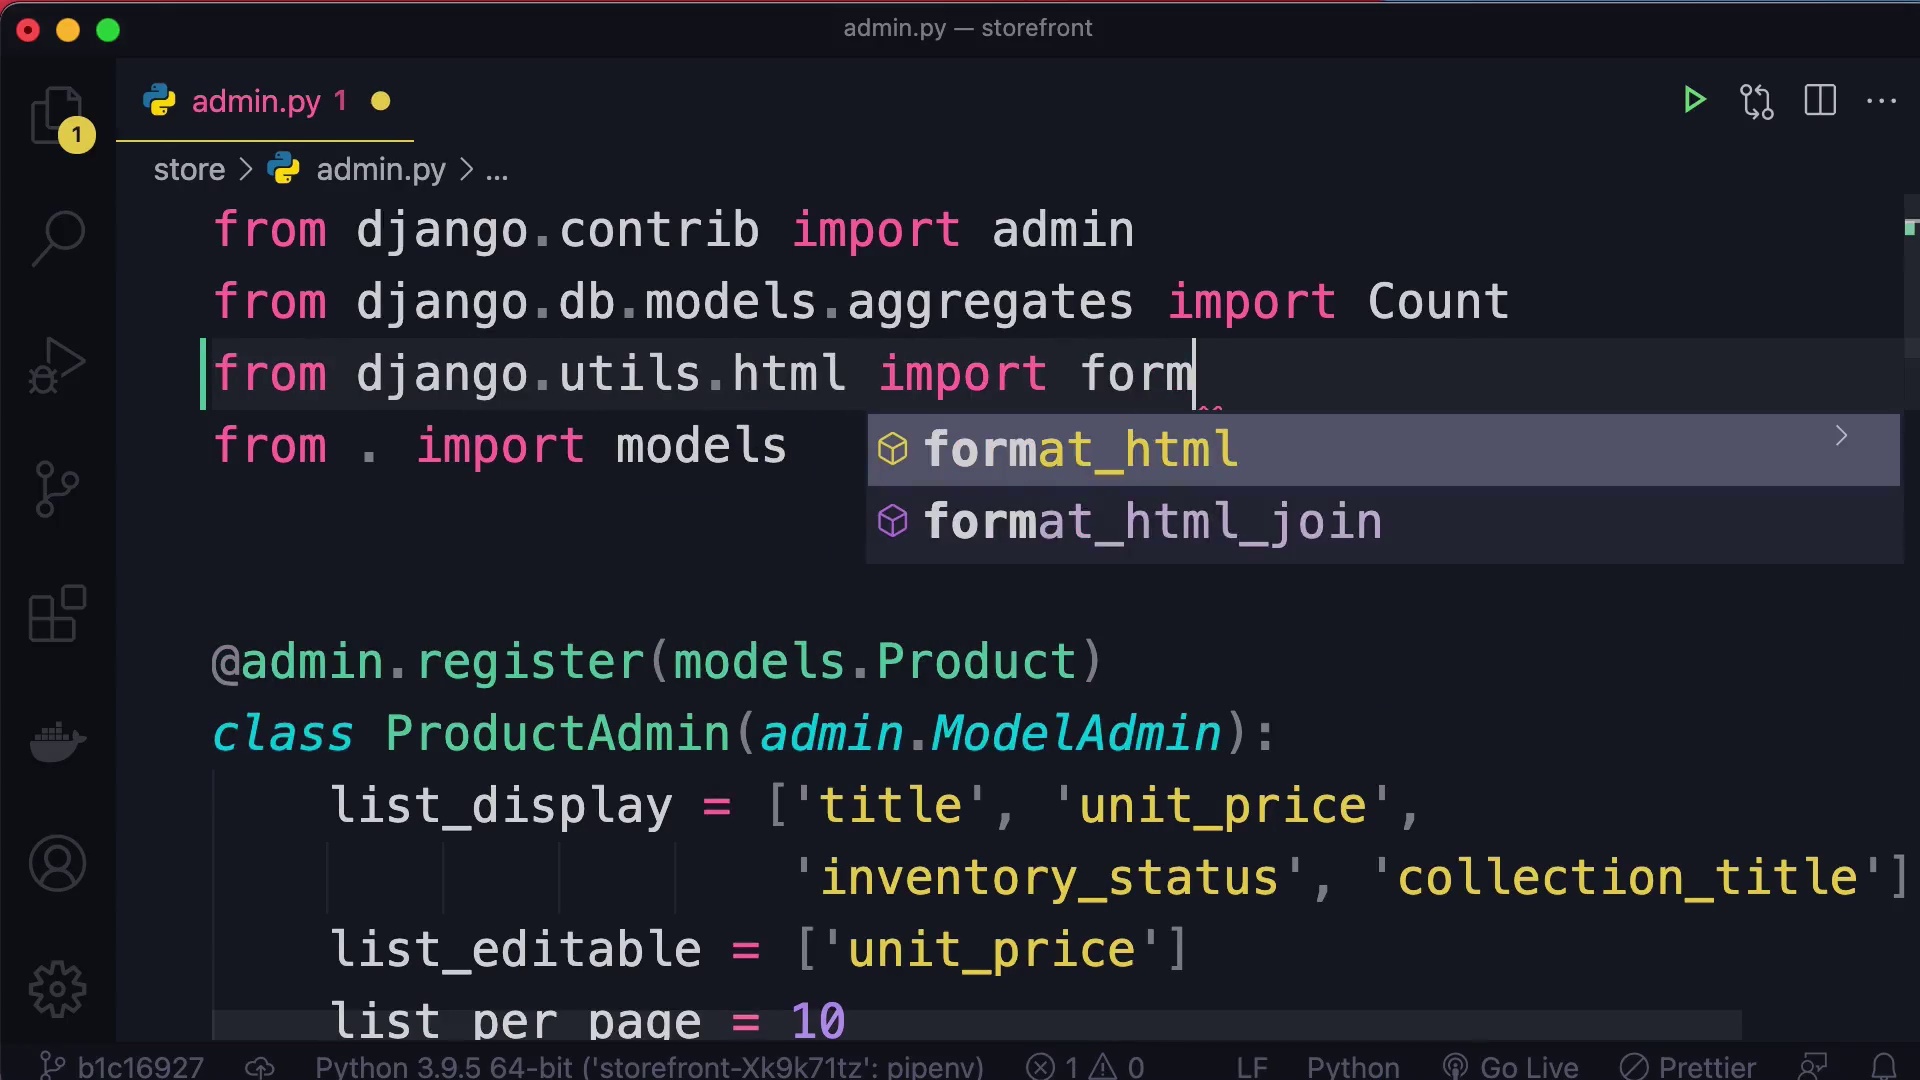 admin.py — storefront
admin.py 1
1
store > admin.py > ...
from django.contrib import admin
from django.db.models.aggregates import Count
from django.utils.html import form
from . import models
format_html
format_html_join
@admin.register(models.Product)
class ProductAdmin(admin.ModelAdmin):
list_display = ['title', 'unit_price',
'inventory_status', 'collection_title']
list_editable = ['unit_price']
list_per_page = 10
b1c16927 Python 3.9.5 64-bit ('storefront-Xk9k71tz': pipenv) 1 0 LF Python Go Live Prettier